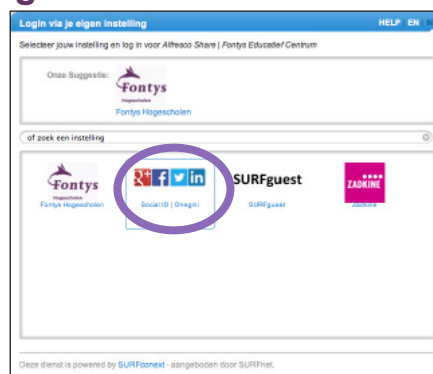 Login via je eigen instelling
HELP EN
Selecteer jouw instelling en log in voor Alfresco Share | Fontys Educatief Centrum
Onze Suggestie:
Fontys
Hogescholen
Fontys Hogescholen
of zoek een instelling
Fontys
Hogescholen
Fontys Hogescholen
g+ f in
Social ID | Onegini
SURFguest
SURFguest
ZADKINE
Zadkine
Deze dienst is powered by SURFconext - aangeboden door SURFnet.